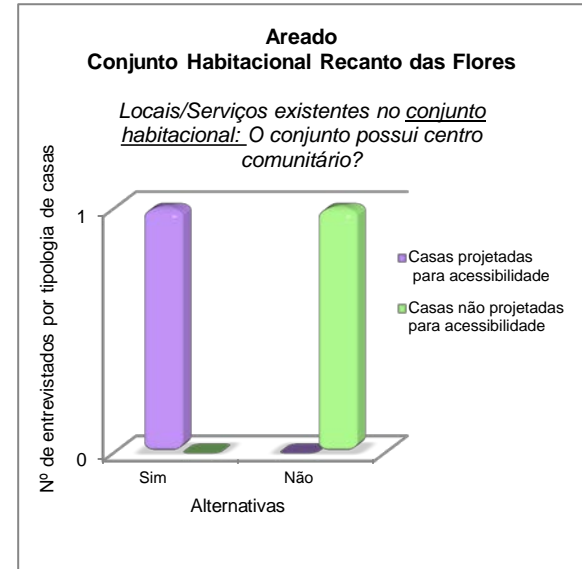 Areado
Conjunto Habitacional Recanto das Flores
Locais/Serviços existentes no conjunto
habitacional: O conjunto possui centro
comunitário?
Nº de entrevistados por tipologia de casas
1
0
Sim
Não
Alternativas
Casas projetadas
para acessibilidade
Casas não projetadas
para acessibilidade